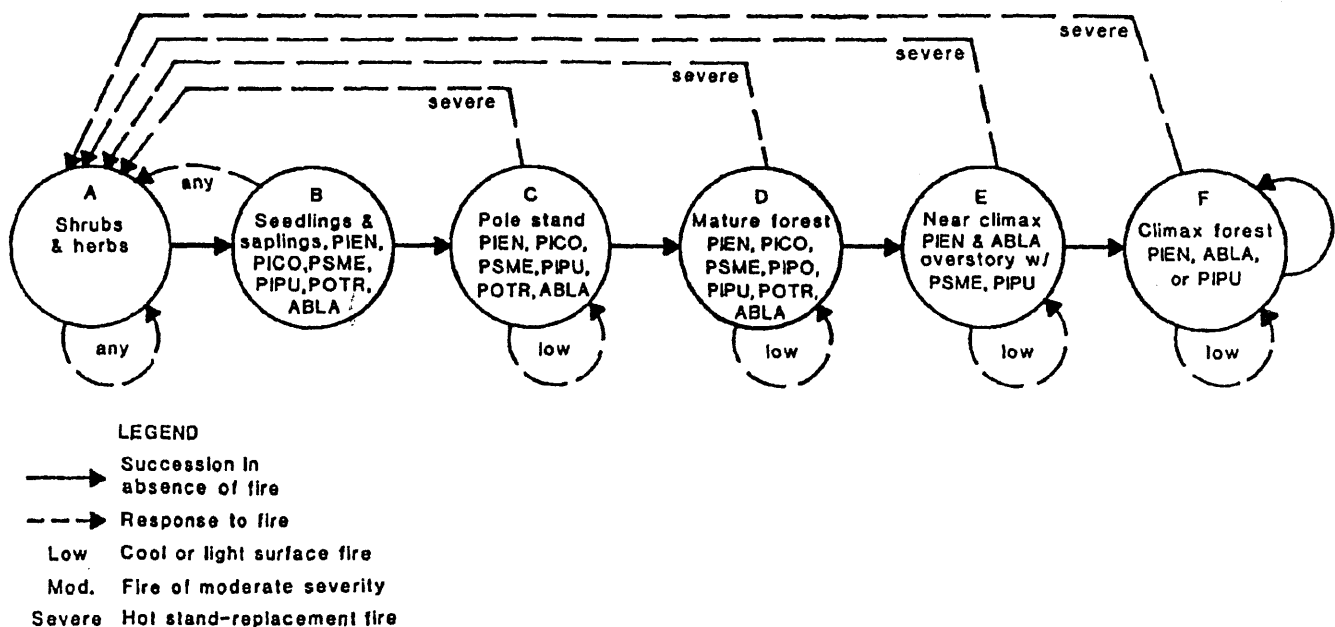 severe
severe
severe
severe
any
A
Shrubs
& herbs
any
B
Seedlings &
saplings, PIEN,
PICO, PSME,
PIPU, POTR,
ABLA
C
Pole stand
PIEN, PICO,
PSME, PIPU,
POTR, ABLA
low
D
Mature forest
PIEN, PICO,
PSME, PIPO,
PIPU, POTR,
ABLA
low
E
Near climax
PIEN & ABLA
overstory w/
PSME, PIPU
low
F
Climax forest
PIEN, ABLA,
or PIPU
low
LEGEND
Succession in
absence of fire
Response to fire
Low Cool or light surface fire
Mod. Fire of moderate severity
Severe Hot stand-replacement fire